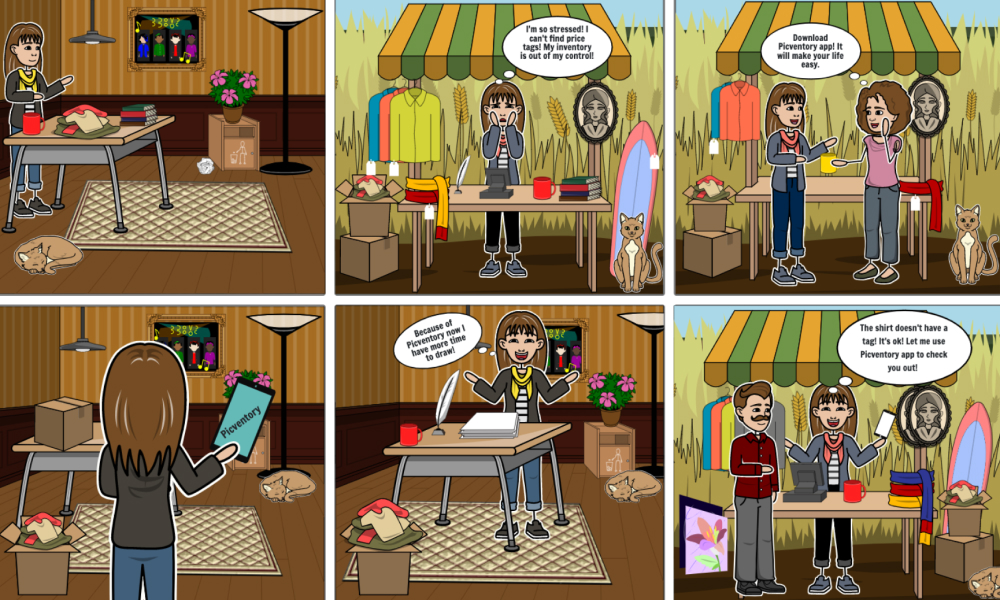 I'm so stressed! I
can't find price
tags! My inventory
is out of my control!
Download
Picventory app! It
will make your life
easy.
Picventory
Because of
Picventory now I
have more time
to draw!
The shirt doesn't have a
tag! It's ok! Let me use
Picventory app to check
you out!